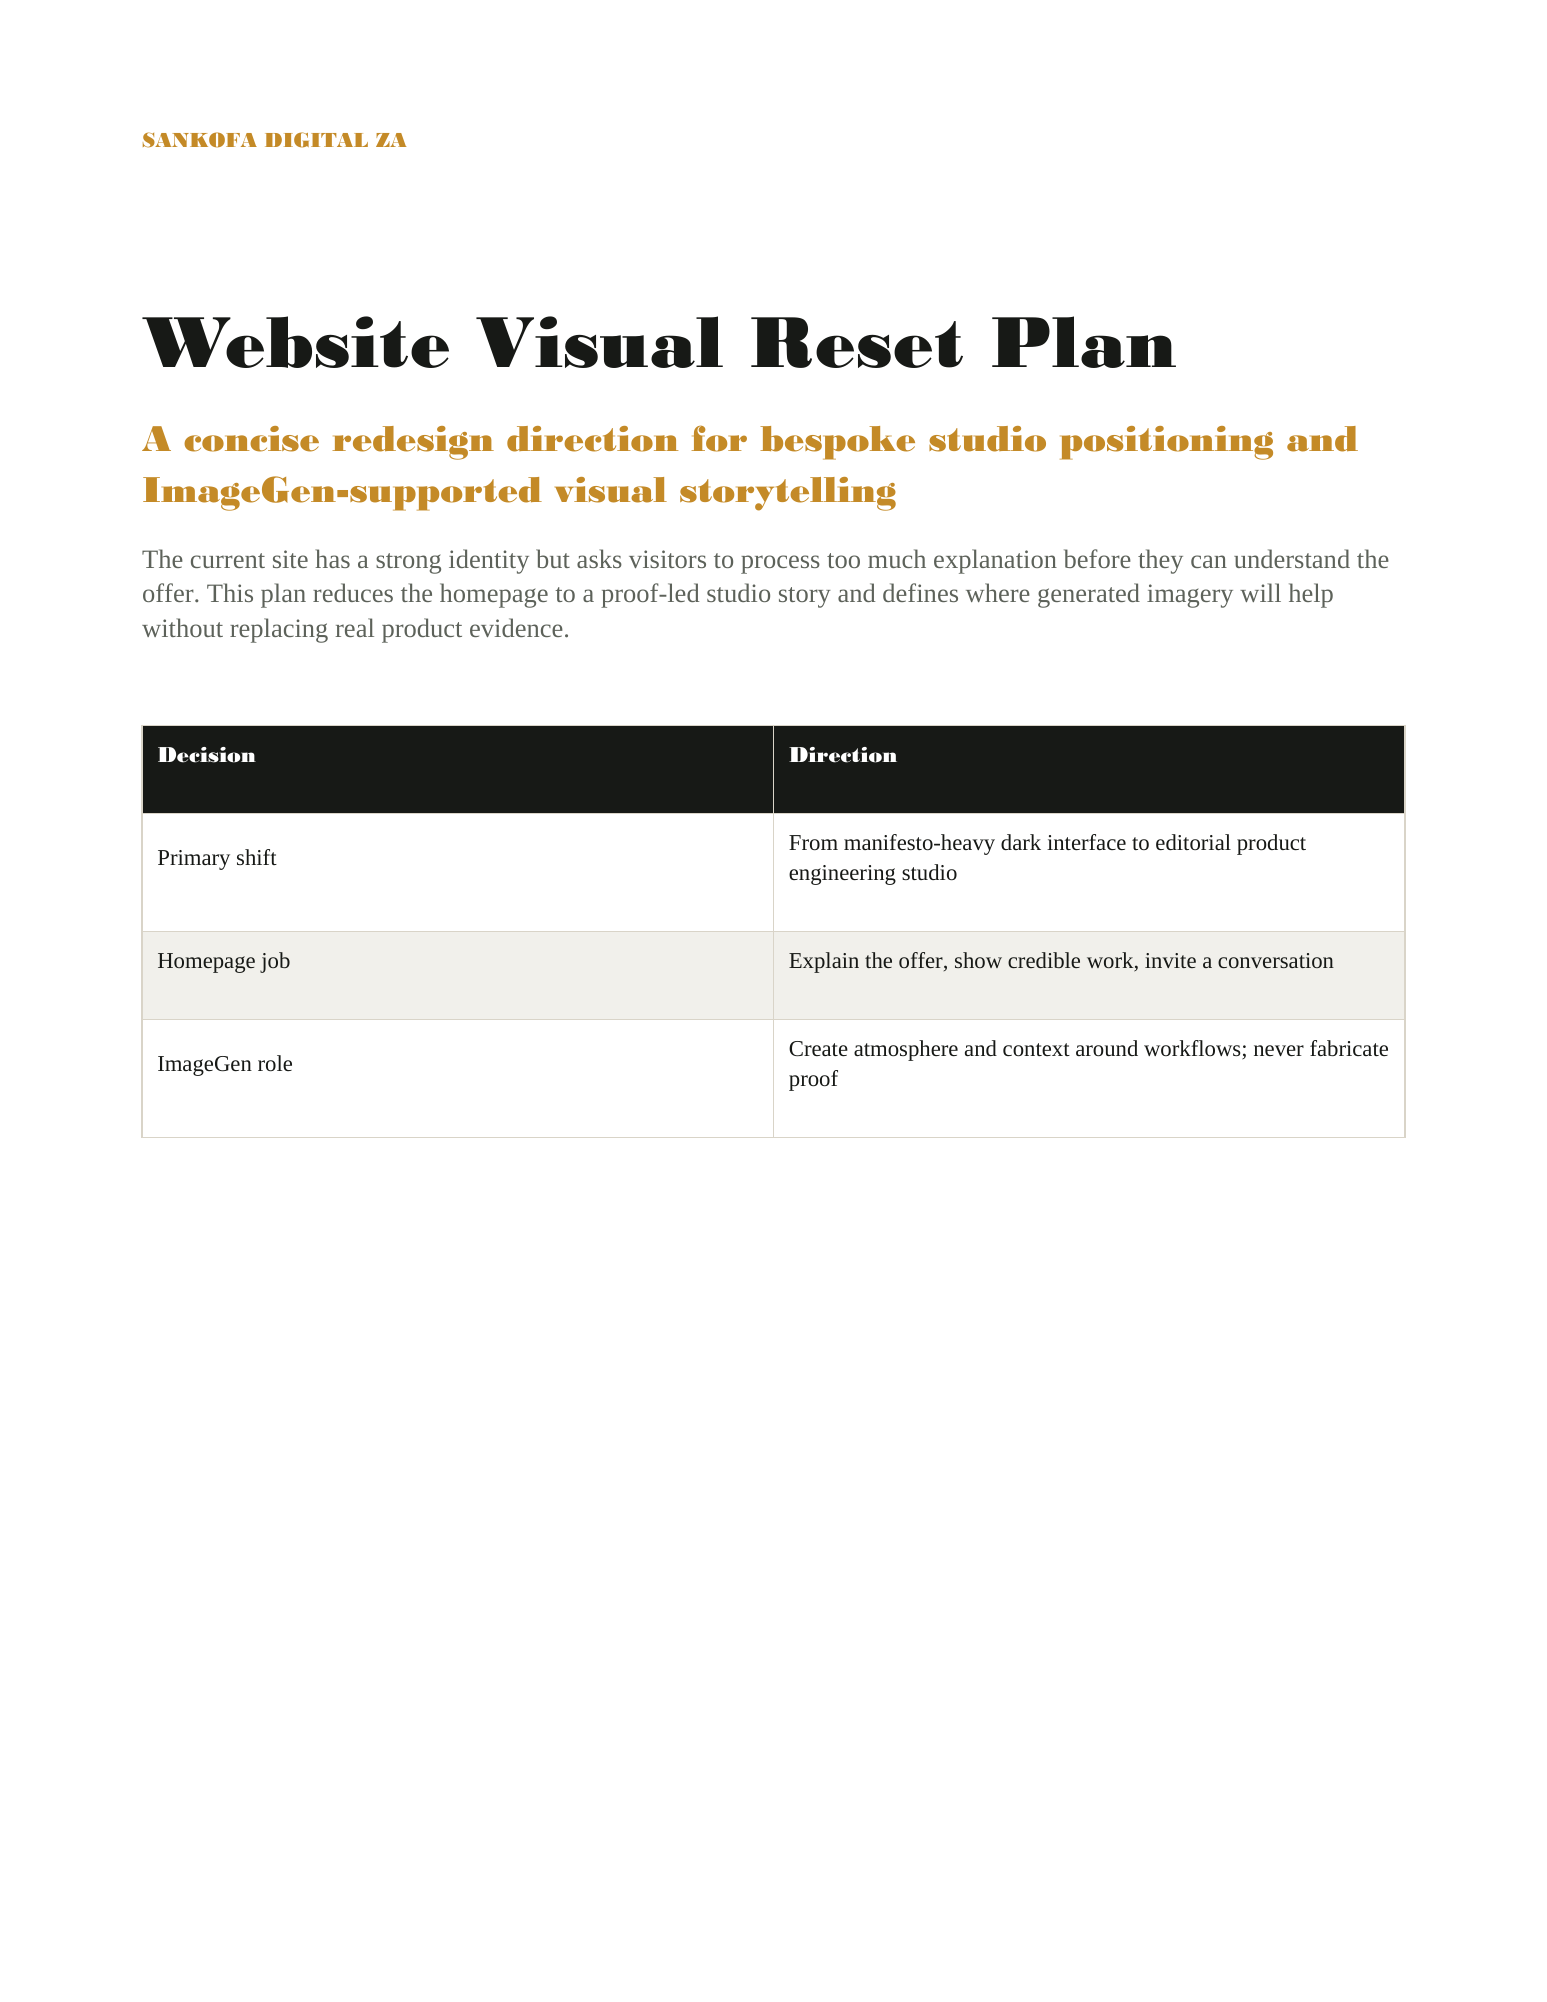 SANKOFA DIGITAL ZA
Website Visual Reset Plan
A concise redesign direction for bespoke studio positioning and
ImageGen-supported visual storytelling
The current site has a strong identity but asks visitors to process too much explanation before they can understand the
offer. This plan reduces the homepage to a proof-led studio story and defines where generated imagery will help
without replacing real product evidence.
Decision
Direction
Primary shift
From manifesto-heavy dark interface to editorial product
engineering studio
Homepage job
Explain the offer, show credible work, invite a conversation
ImageGen role
Create atmosphere and context around workflows; never fabricate
proof